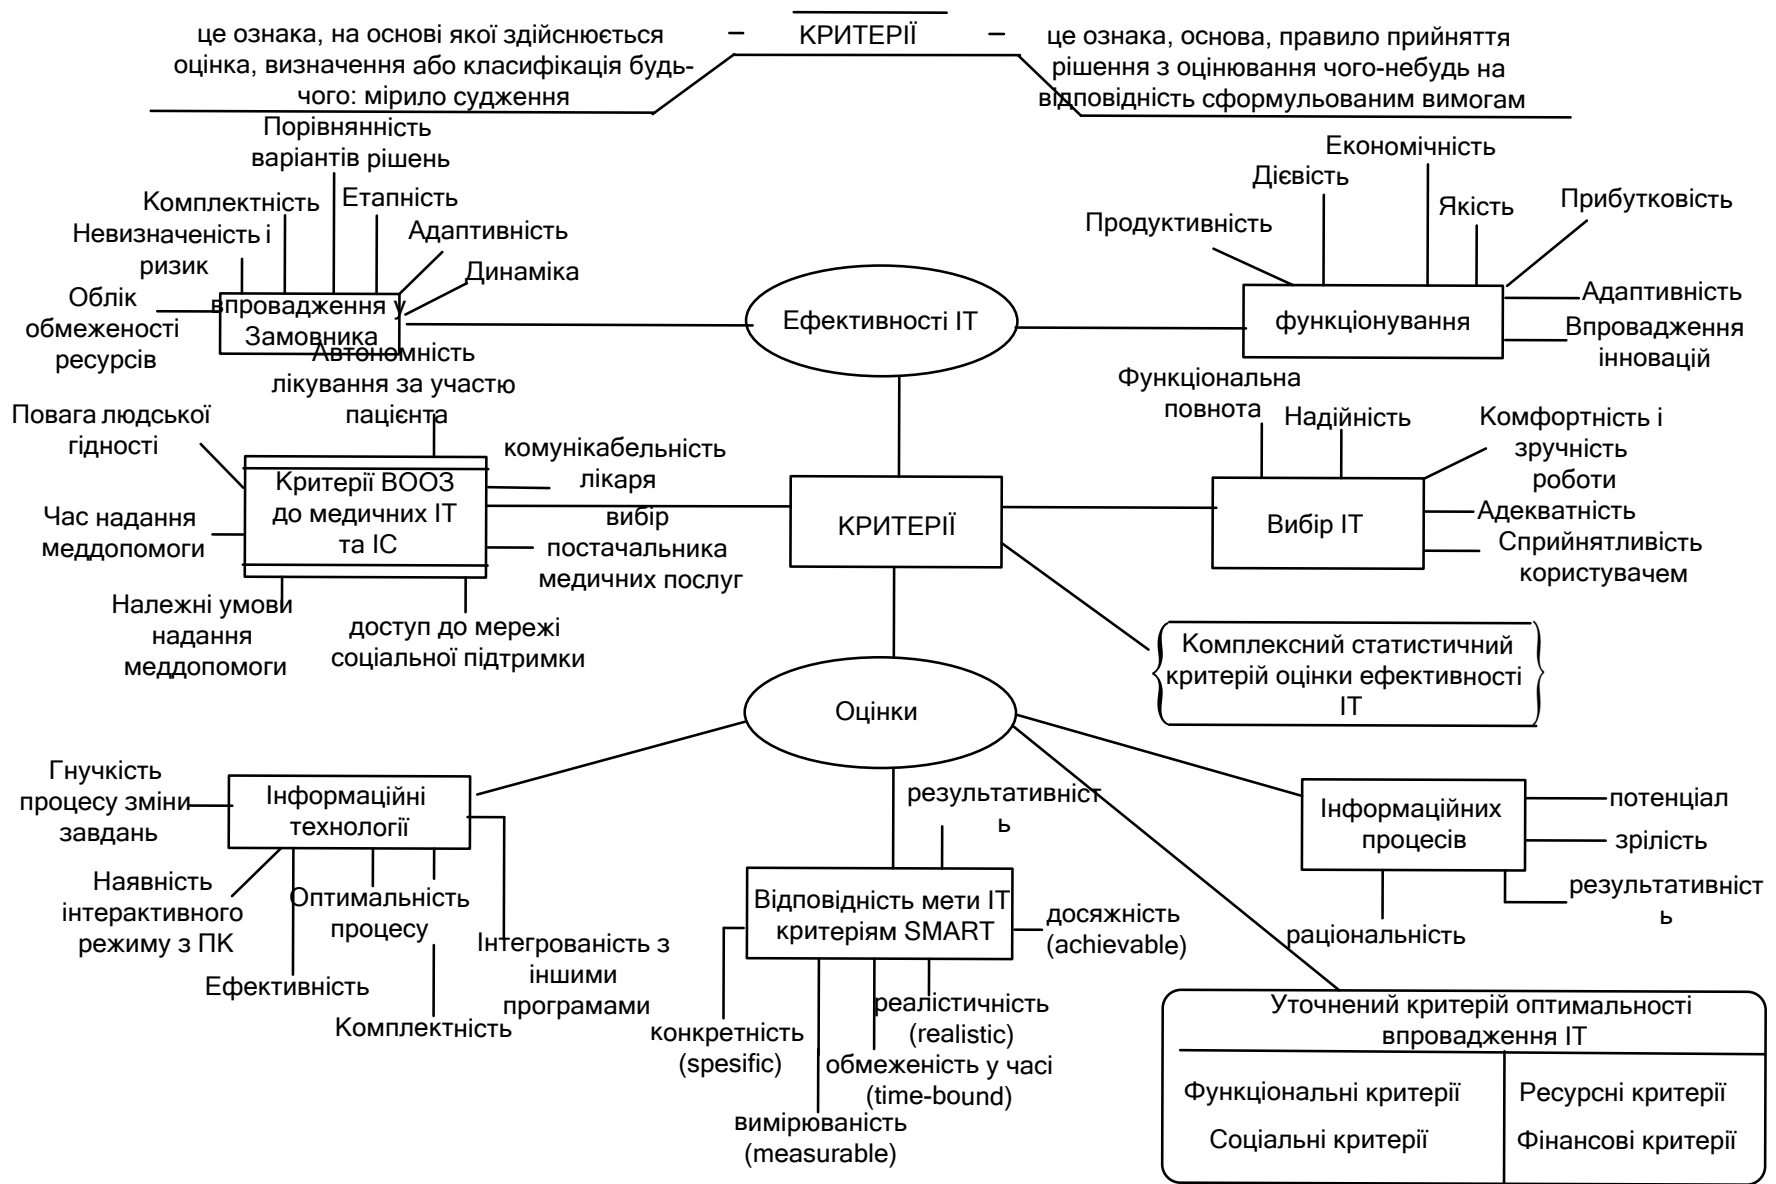 – КРИТЕРІЇ –
це ознака, на основі якої здійснюється
оцінка, визначення або класифікація будь-
чого: мірило судження
це ознака, основа, правило прийняття
рішення з оцінювання чого-небудь на
відповідність сформульованим вимогам
Порівнянність
варіантів рішень
Комплектність
Етапність
Невизначеність і
ризик
Адаптивність
Динаміка
Облік
обмеженості
ресурсів
впровадження у
Замовника
Ефективності ІТ
Економічність
Дієвість
Продуктивність
Якість
Прибутковість
функціонування
Адаптивність
Впровадження
інновацій
Автономність
лікування за участю
пацієнта
Повага людської
гідності
комунікабельність
лікаря
Критерії ВООЗ
до медичних ІТ
та ІС
Час надання
меддопомоги
вибір
постачальника
медичних послуг
Належні умови
надання
меддопомоги
доступ до мережі
соціальної підтримки
КРИТЕРІЇ
Функціональна
повнота
Надійність
Комфортність і
зручність
роботи
Вибір ІТ
Адекватність
Сприйнятливість
користувачем
Комплексний статистичний
критерій оцінки ефективності
ІТ
Оцінки
Гнучкість
процесу зміни
завдань
Інформаційні
технології
Наявність
інтерактивного
режиму з ПК
Оптимальність
процесу
Ефективність
Інтегрованість з
іншими
програмами
Комплектність
результативніст
ь
Відповідність мети ІТ
критеріям SMART
досяжність
(achievable)
конкретність
(spesific)
реалістичність
(realistic)
обмеженість у часі
(time-bound)
вимірюваність
(measurable)
Інформаційних
процесів
потенціал
зрілість
результативніст
ь
раціональність
Уточнений критерій оптимальності
впровадження ІТ
Функціональні критерії
Ресурсні критерії
Соціальні критерії
Фінансові критерії